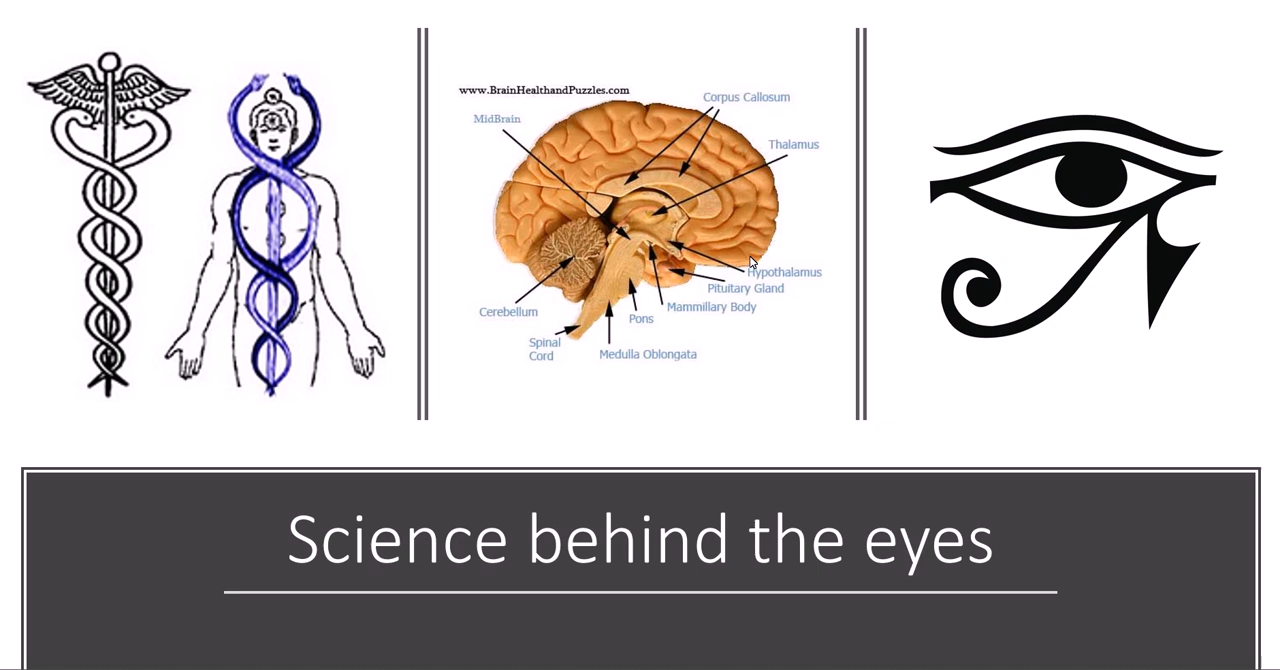 www.BrainHealthandPuzzles.com
Corpus Callosum
MidBrain
Thalamus
Hypothalamus
Pituitary Gland
Mammillary Body
Cerebellum
Pons
Spinal
Cord
Medulla Oblongata
Science behind the eyes